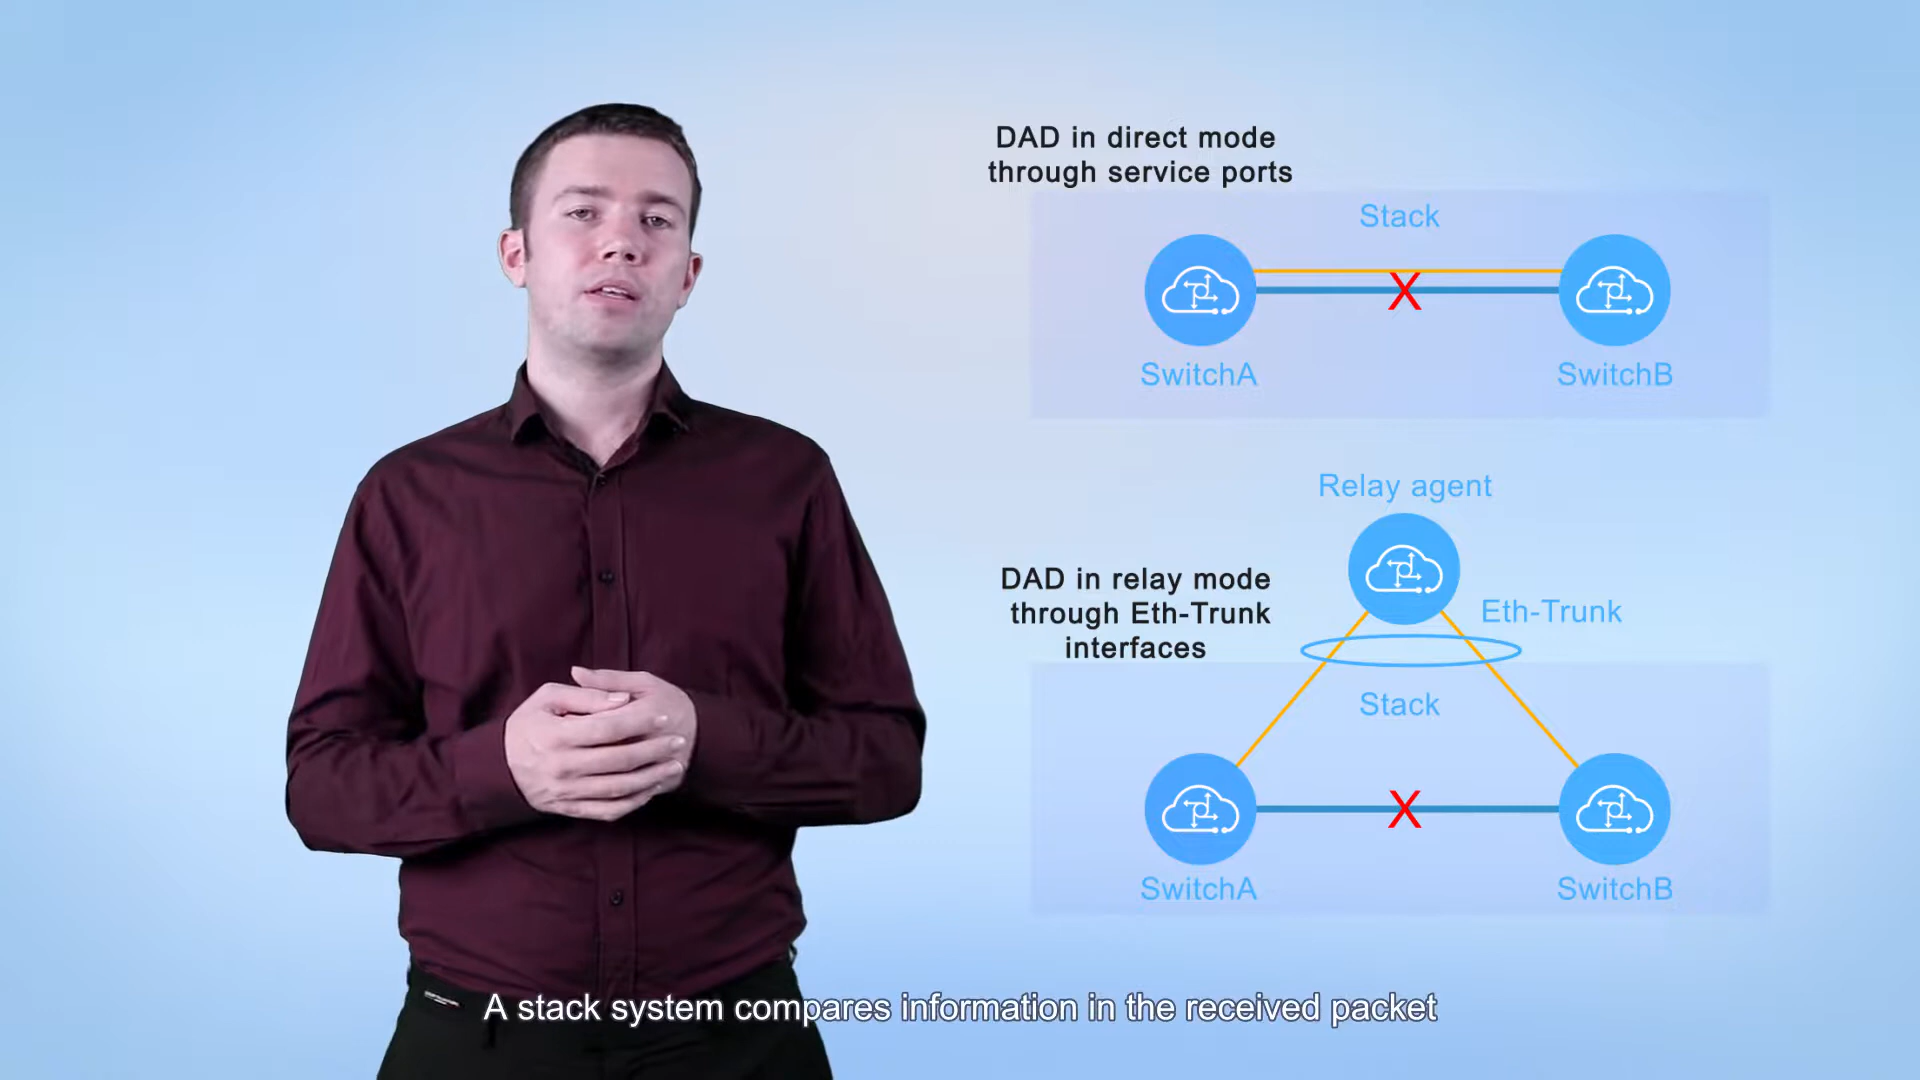 DAD in direct mode
through service ports
Stack
SwitchA
SwitchB
Relay agent
DAD in relay mode
through Eth-Trunk
interfaces
Eth-Trunk
Stack
SwitchA
SwitchB
A stack system compares information in the received packet